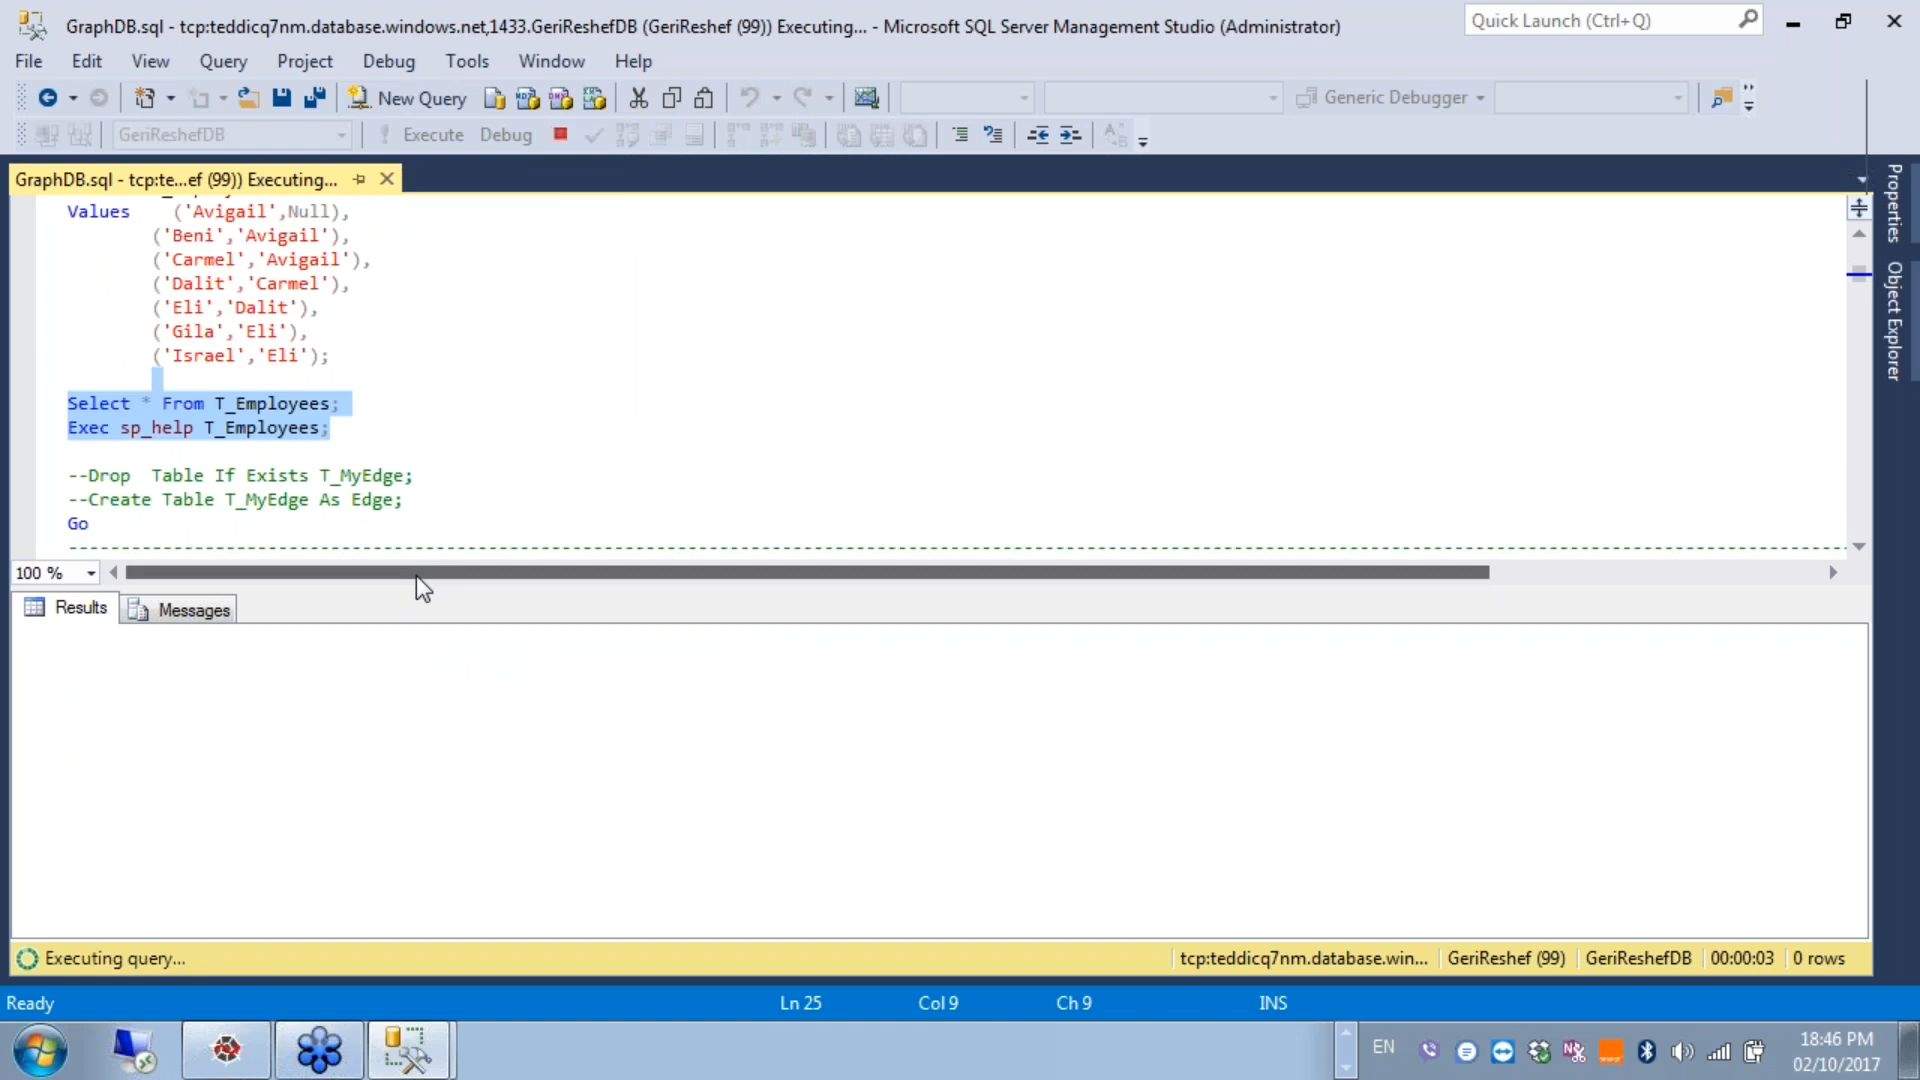 GraphDB.sql - tcp:teddicq7nm.database.windows.net,1433.GeriReshefDB (GeriReshef (99)) Executing... - Microsoft SQL Server Management Studio (Administrator)
Quick Launch (Ctrl+Q)
File Edit View Query Project Debug Tools Window Help
New Query
Generic Debugger
GeriReshefDB
Execute Debug
GraphDB.sql - tcp:te...ef (99)) Executing...
Values ('Avigail',Null),
('Beni','Avigail'),
('Carmel','Avigail'),
('Dalit','Carmel'),
('Eli','Dalit'),
('Gila','Eli'),
('Israel','Eli');
Select * From T_Employees;
Exec sp_help T_Employees;
--Drop  Table If Exists T_MyEdge;
--Create Table T_MyEdge As Edge;
Go
100 %
Results Messages
Properties
Object Explorer
Executing query...
tcp:teddicq7nm.database.win... GeriReshef (99) GeriReshefDB 00:00:03 0 rows
Ready Ln 25 Col 9 Ch 9 INS
EN
18:46 PM
02/10/2017